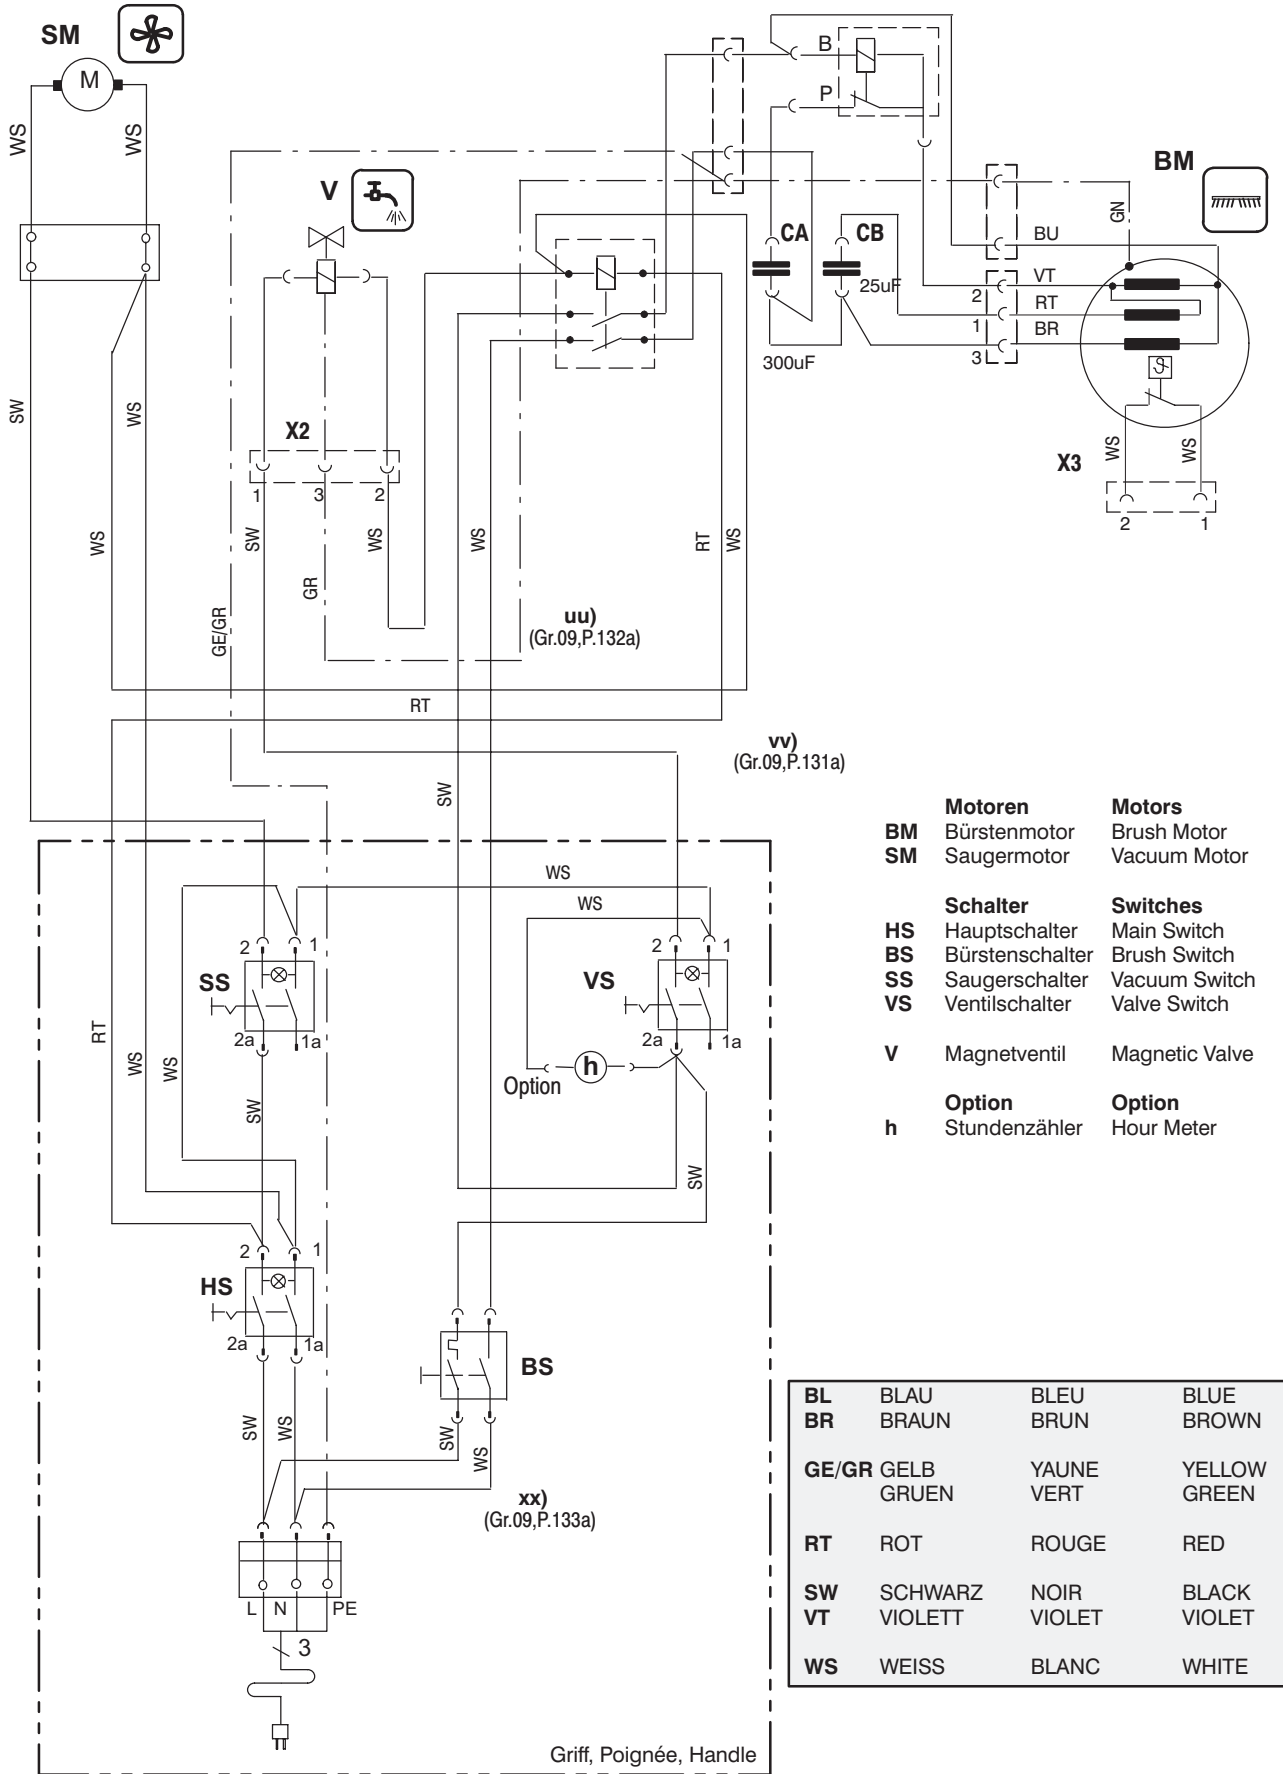 SM
M
WS
WS
V
B
P
BM
GN
BU
CA
CB
25uF
300uF
VT
2
RT
1
BR
3
ϑ
WS
WS
X3
2
1
X2
1
3
2
SW
WS
SW
WS
WS
GR
WS
RT
WS
GE/GR
uu)
(Gr.09,P.132a)
RT
vv)
(Gr.09,P.131a)
SW
Motoren Motors
BM Bürstenmotor Brush Motor
SM Saugermotor Vacuum Motor
Schalter Switches
HS Hauptschalter Main Switch
BS Bürstenschalter Brush Switch
SS Saugerschalter Vacuum Switch
VS Ventilschalter Valve Switch
V Magnetventil Magnetic Valve
Option Option
h Stundenzähler Hour Meter
WS
WS
2
1
SS
2a
1a
2
1
VS
2a
1a
Option
h
RT
WS
WS
SW
SW
2
1
HS
2a
1a
BS
SW
WS
SW
WS
xx)
(Gr.09,P.133a)
L N PE
3
Griff, Poignée, Handle
BL BLAU BLEU BLUE
BR BRAUN BRUN BROWN
GE/GR GELB YAUNE YELLOW
GRUEN VERT GREEN
RT ROT ROUGE RED
SW SCHWARZ NOIR BLACK
VT VIOLETT VIOLET VIOLET
WS WEISS BLANC WHITE